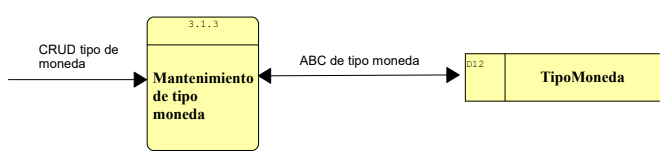 3.1.3
CRUD tipo de
moneda
Mantenimiento
de tipo
moneda
ABC de tipo moneda
D12
TipoMoneda